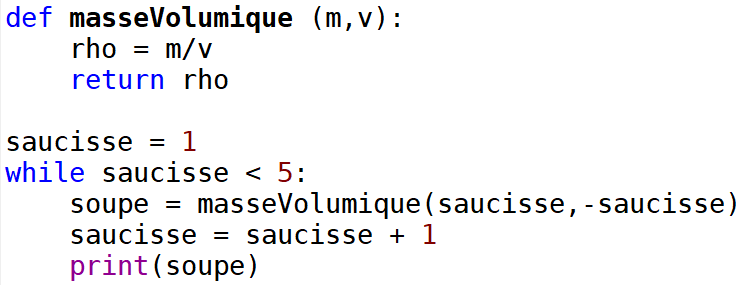 def masseVolumique (m,v):
    rho = m/v
    return rho

saucisse = 1
while saucisse < 5:
    soupe = masseVolumique(saucisse,-saucisse)
    saucisse = saucisse + 1
    print(soupe)